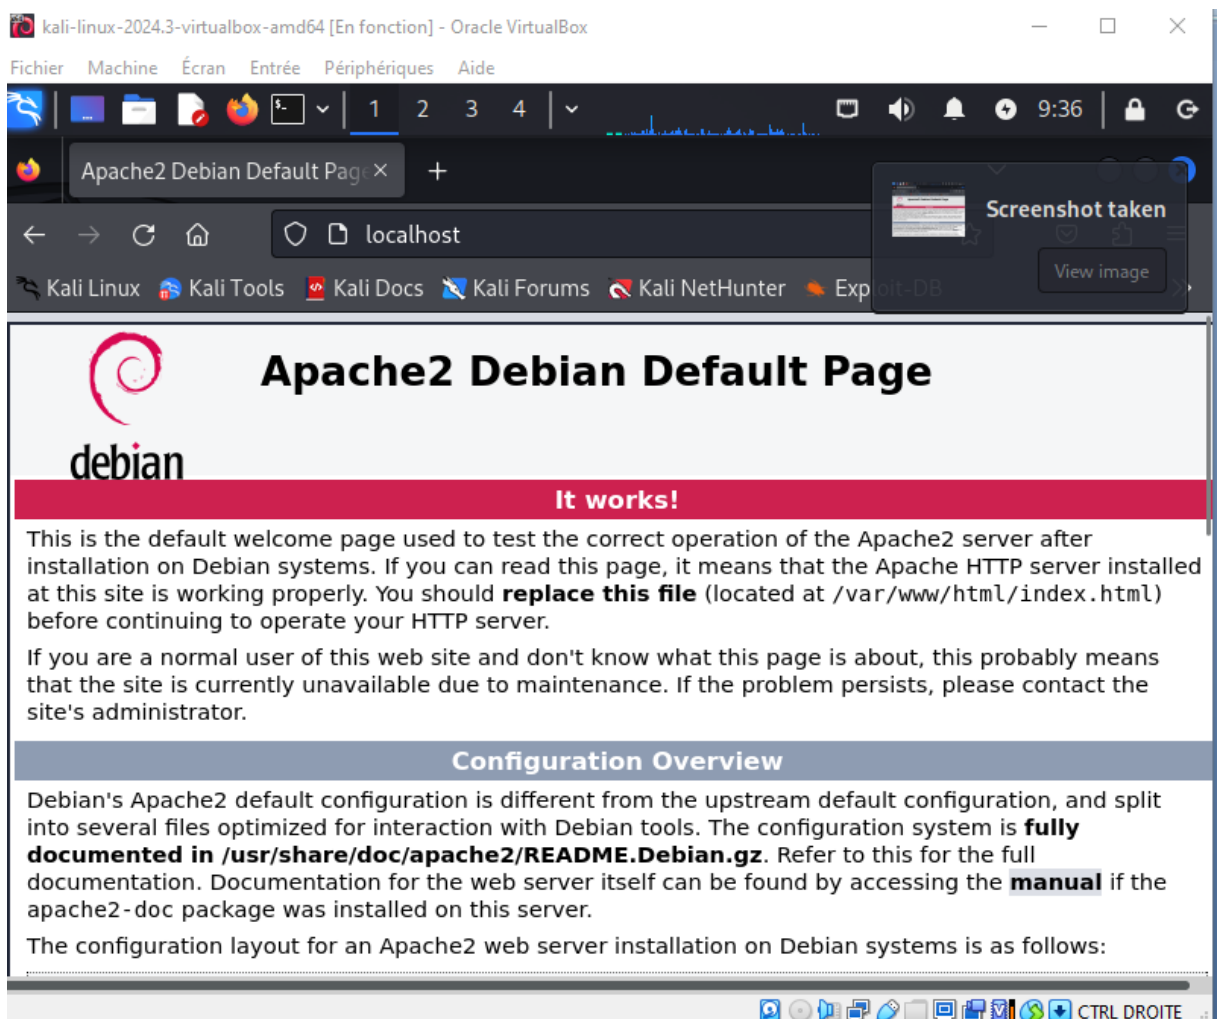 kali-linux-2024.3-virtualbox-amd64 [En fonction] - Oracle VirtualBox
Fichier Machine Écran Entrée Périphériques Aide
1 2 3 4 9:36
Apache2 Debian Default Pag
Screenshot taken
localhost
View image
Kali Linux Kali Tools Kali Docs Kali Forums Kali NetHunter Exploit-DB
Apache2 Debian Default Page
debian
It works!
This is the default welcome page used to test the correct operation of the Apache2 server after
installation on Debian systems. If you can read this page, it means that the Apache HTTP server installed
at this site is working properly. You should replace this file (located at /var/www/html/index.html)
before continuing to operate your HTTP server.
If you are a normal user of this web site and don't know what this page is about, this probably means
that the site is currently unavailable due to maintenance. If the problem persists, please contact the
site's administrator.
Configuration Overview
Debian's Apache2 default configuration is different from the upstream default configuration, and split
into several files optimized for interaction with Debian tools. The configuration system is fully
documented in /usr/share/doc/apache2/README.Debian.gz. Refer to this for the full
documentation. Documentation for the web server itself can be found by accessing the manual if the
apache2-doc package was installed on this server.
The configuration layout for an Apache2 web server installation on Debian systems is as follows:
CTRL DROITE